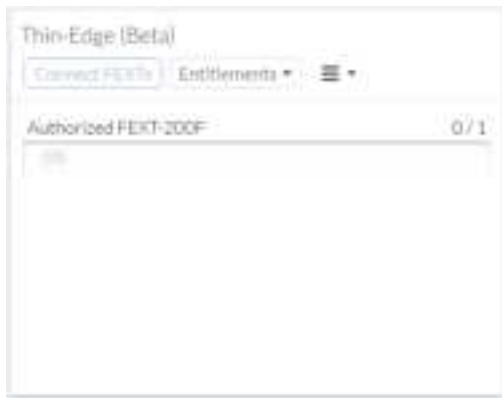 Thin-Edge (Beta)
Connect FEXTs Entitlements
Authorized FEXT-200F 0 / 1